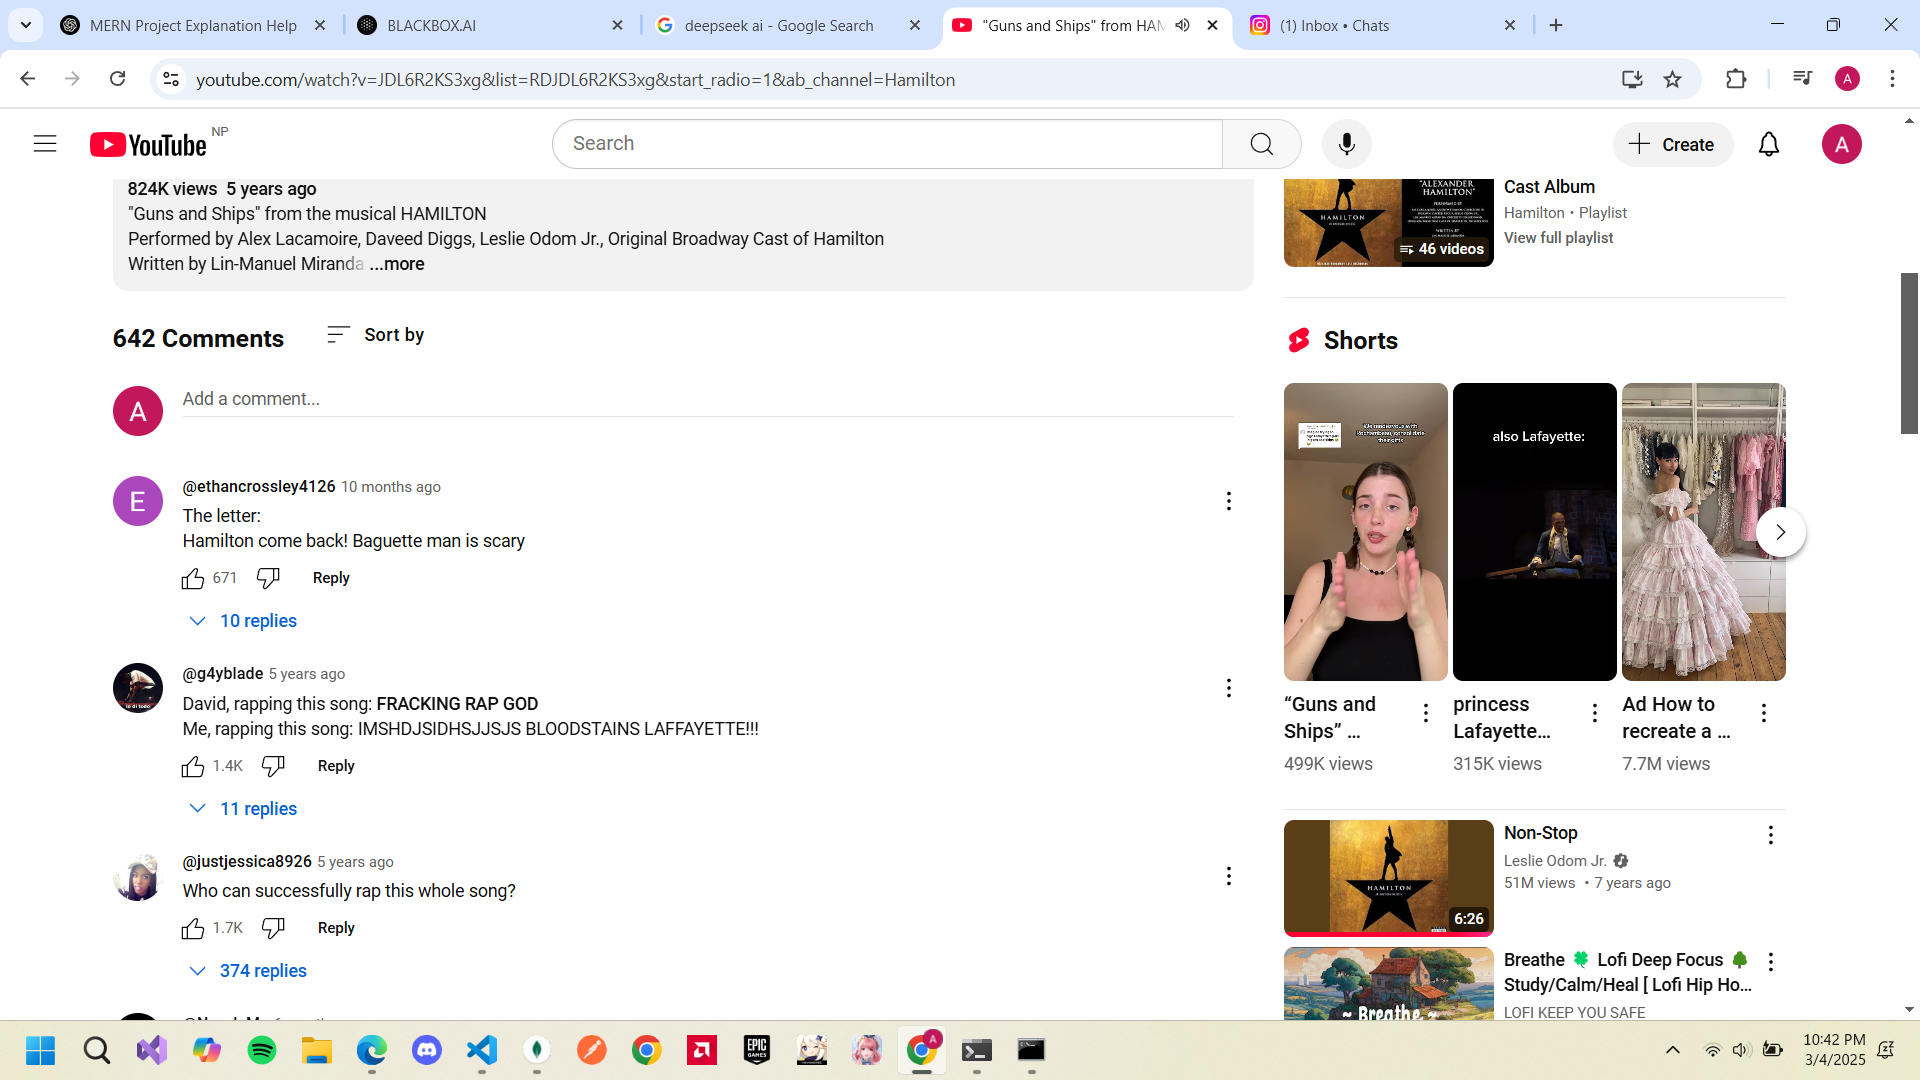 MERN Project Explanation Help
BLACKBOX.AI
deepseek ai - Google Search
"Guns and Ships" from HAM
(1) Inbox • Chats
youtube.com/watch?v=JDL6R2KS3xg&list=RDJDL6R2KS3xg&start_radio=1&ab_channel=Hamilton
A
YouTube NP
Search
Create
A
824K views 5 years ago
"Guns and Ships" from the musical HAMILTON
Performed by Alex Lacamoire, Daveed Diggs, Leslie Odom Jr., Original Broadway Cast of Hamilton
Written by Lin-Manuel Miranda ...more
642 Comments
Sort by
A
Add a comment...
E
@ethancrossley4126 10 months ago
The letter:
Hamilton come back! Baguette man is scary
671
Reply
10 replies
@g4yblade 5 years ago
David, rapping this song: FRACKING RAP GOD
Me, rapping this song: IMSHDJSIDHSJJSJS BLOODSTAINS LAFFAYETTE!!!
1.4K
Reply
11 replies
@justjessica8926 5 years ago
Who can successfully rap this whole song?
1.7K
Reply
374 replies
"ALEXANDER
HAMILTON"
HAMILTON
46 videos
Cast Album
Hamilton • Playlist
View full playlist
Shorts
also Lafayette:
“Guns and
Ships” ...
499K views
princess
Lafayette...
315K views
Ad How to
recreate a ...
7.7M views
HAMILTON
6:26
Non-Stop
Leslie Odom Jr.
51M views • 7 years ago
~ Breathe ~
Breathe 🍀 Lofi Deep Focus 🌳
Study/Calm/Heal [ Lofi Hip Ho...
LOFI KEEP YOU SAFE
EPIC
GAMES
A
10:42 PM
3/4/2025